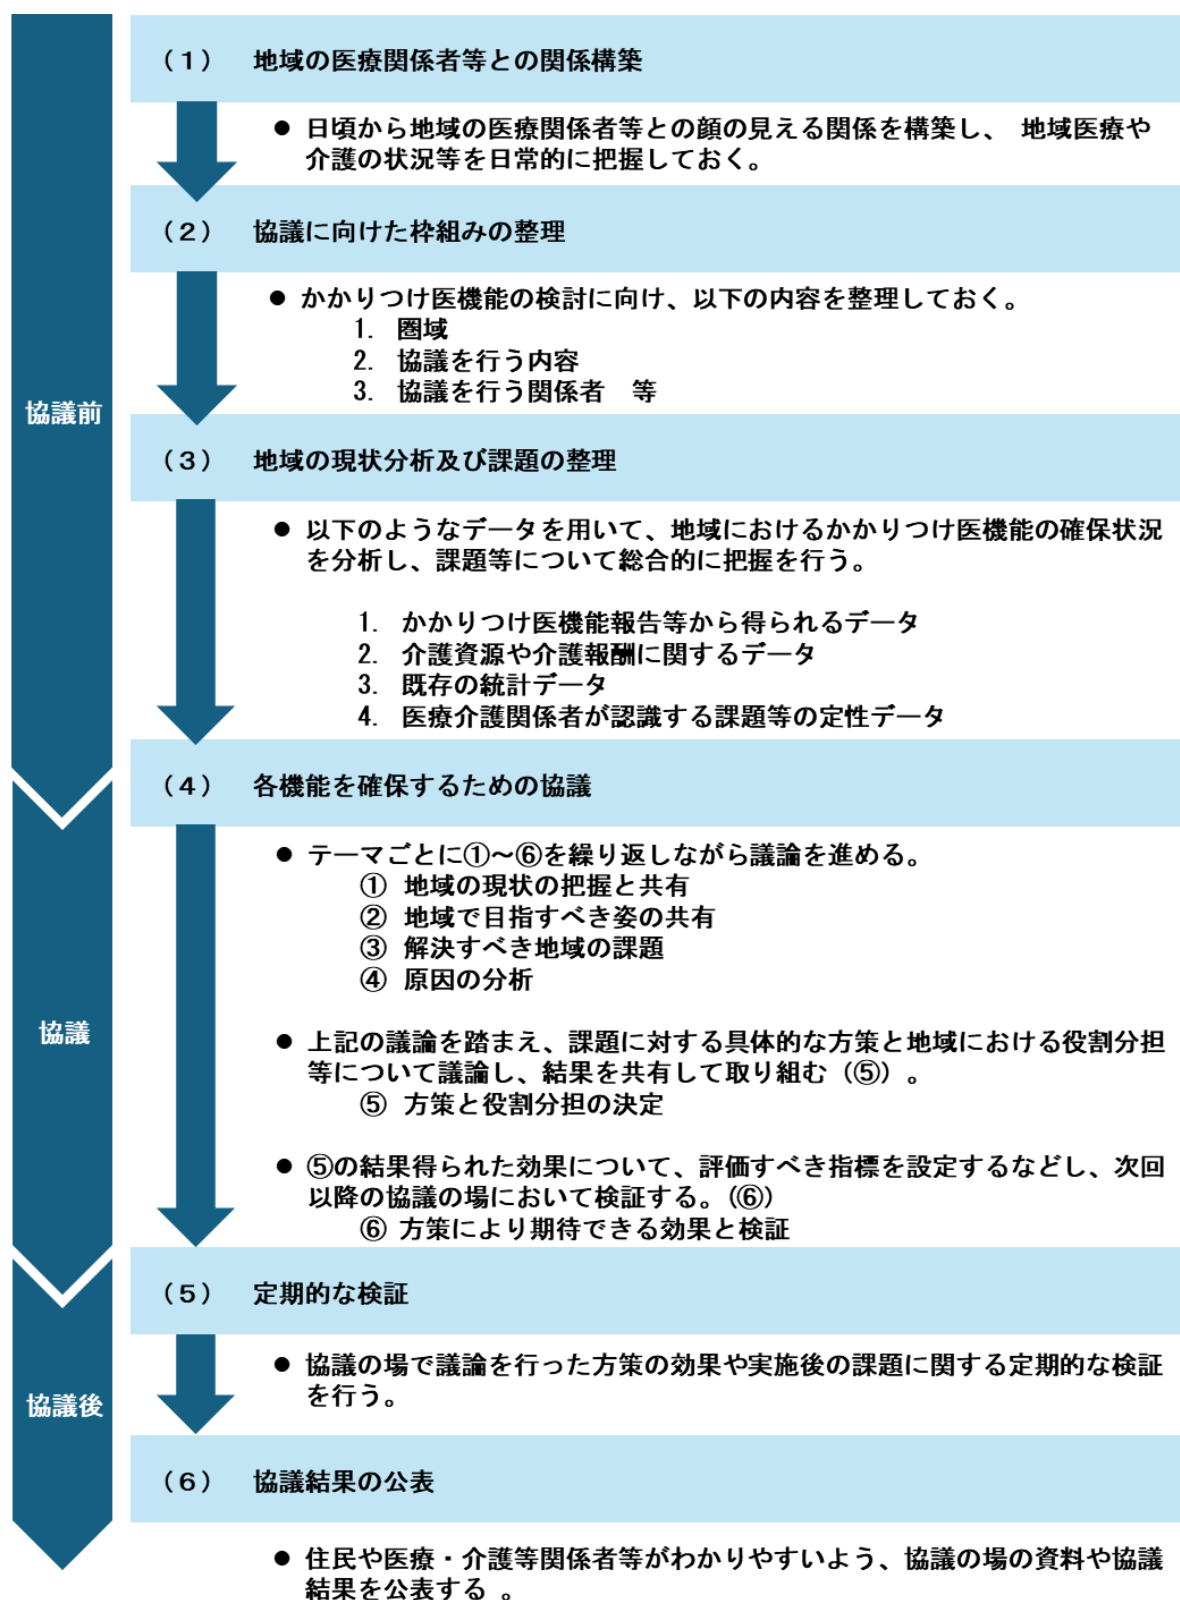 協議前
（1） 地域の医療関係者等との関係構築
● 日頃から地域の医療関係者等との顔の見える関係を構築し、 地域医療や
介護の状況等を日常的に把握しておく。
（2） 協議に向けた枠組みの整理
● かかりつけ医機能の検討に向け、以下の内容を整理しておく。
1. 圏域
2. 協議を行う内容
3. 協議を行う関係者　等
（3） 地域の現状分析及び課題の整理
● 以下のようなデータを用いて、地域におけるかかりつけ医機能の確保状況
を分析し、課題等について総合的に把握を行う。
1. かかりつけ医機能報告等から得られるデータ
2. 介護資源や介護報酬に関するデータ
3. 既存の統計データ
4. 医療介護関係者が認識する課題等の定性データ
協議
（4） 各機能を確保するための協議
● テーマごとに①～⑥を繰り返しながら議論を進める。
① 地域の現状の把握と共有
② 地域で目指すべき姿の共有
③ 解決すべき地域の課題
④ 原因の分析
● 上記の議論を踏まえ、課題に対する具体的な方策と地域における役割分担
等について議論し、結果を共有して取り組む（⑤）。
⑤ 方策と役割分担の決定
● ⑤の結果得られた効果について、評価すべき指標を設定するなどし、次回
以降の協議の場において検証する。(⑥)
⑥ 方策により期待できる効果と検証
協議後
（5） 定期的な検証
● 協議の場で議論を行った方策の効果や実施後の課題に関する定期的な検証
を行う。
（6） 協議結果の公表
● 住民や医療・介護等関係者等がわかりやすいよう、協議の場の資料や協議
結果を公表する 。